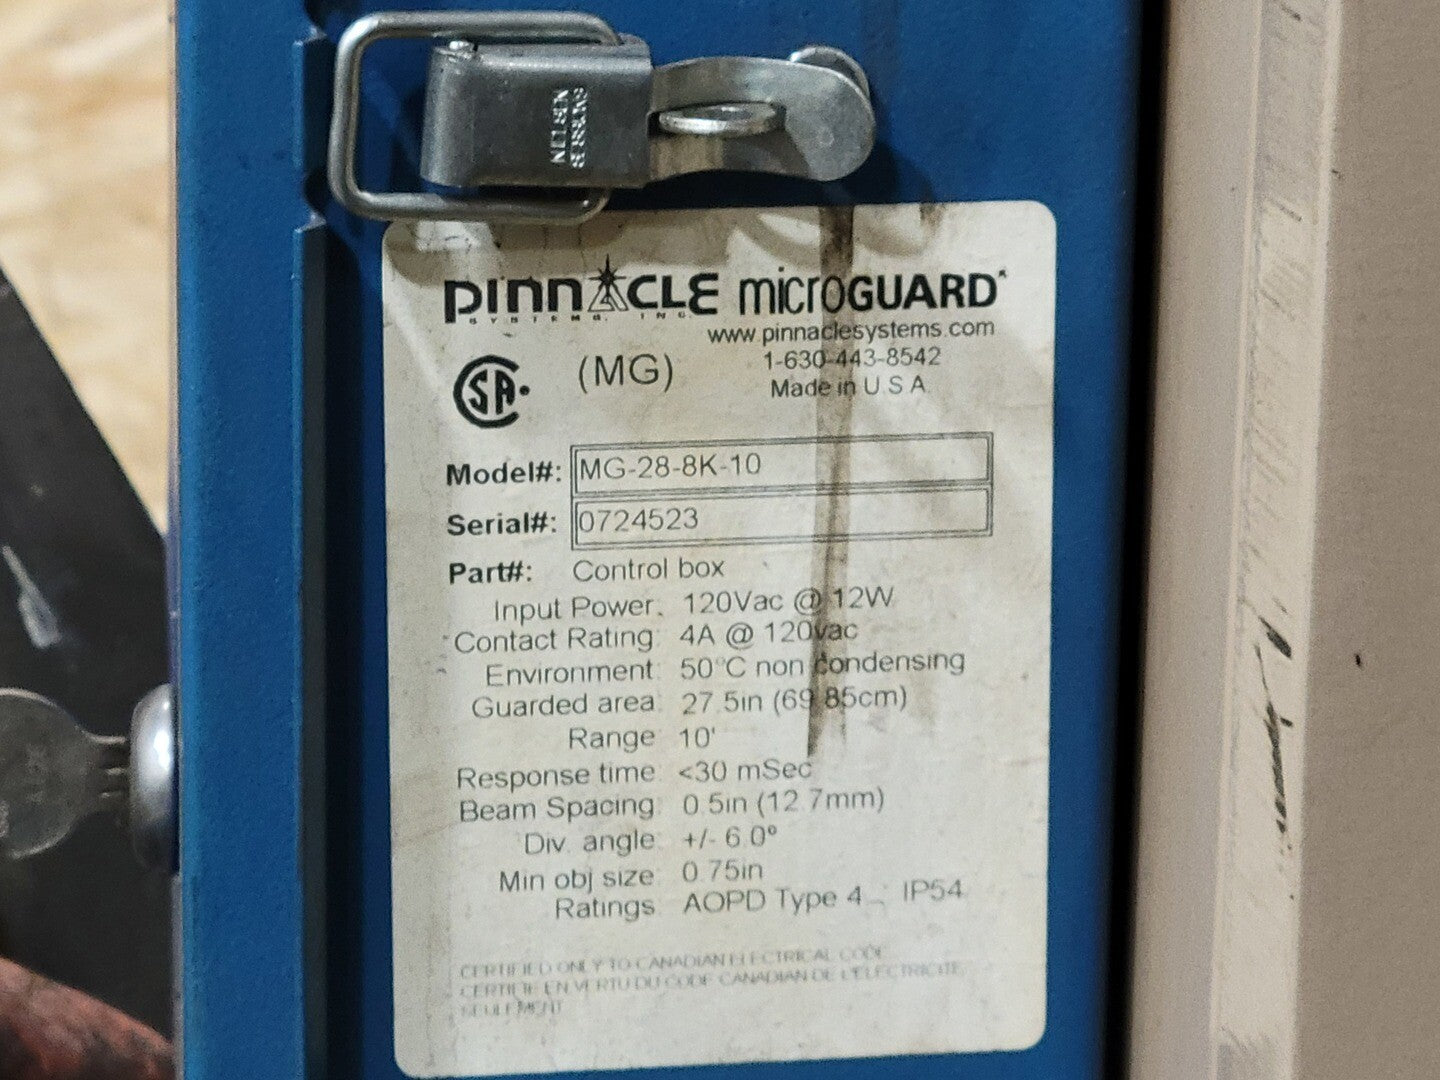 NIELSEN
SESSIONS
PINNACLE microGUARD
SYSTEMS, INC.
www.pinnaclesystems.com
(MG)
1-630-443-8542
Made in U.S.A.
Model#: MG-28-8K-10
Serial#: 0724523
Part#: Control box
Input Power: 120Vac @ 12W
Contact Rating: 4A @ 120vac
Environment: 50°C non condensing
Guarded area: 27.5in (69.85cm)
Range: 10'
Response time: <30 mSec
Beam Spacing: 0.5in (12.7mm)
Div. angle: +/- 6.0°
Min obj size: 0.75in
Ratings: AOPD Type 4 IP54
CERTIFIED ONLY TO CANADIAN ELECTRICAL CODE
CERTIFIE EN VERTU DU CODE CANADIAN DE L'ELECTRICITE
SEULEMENT